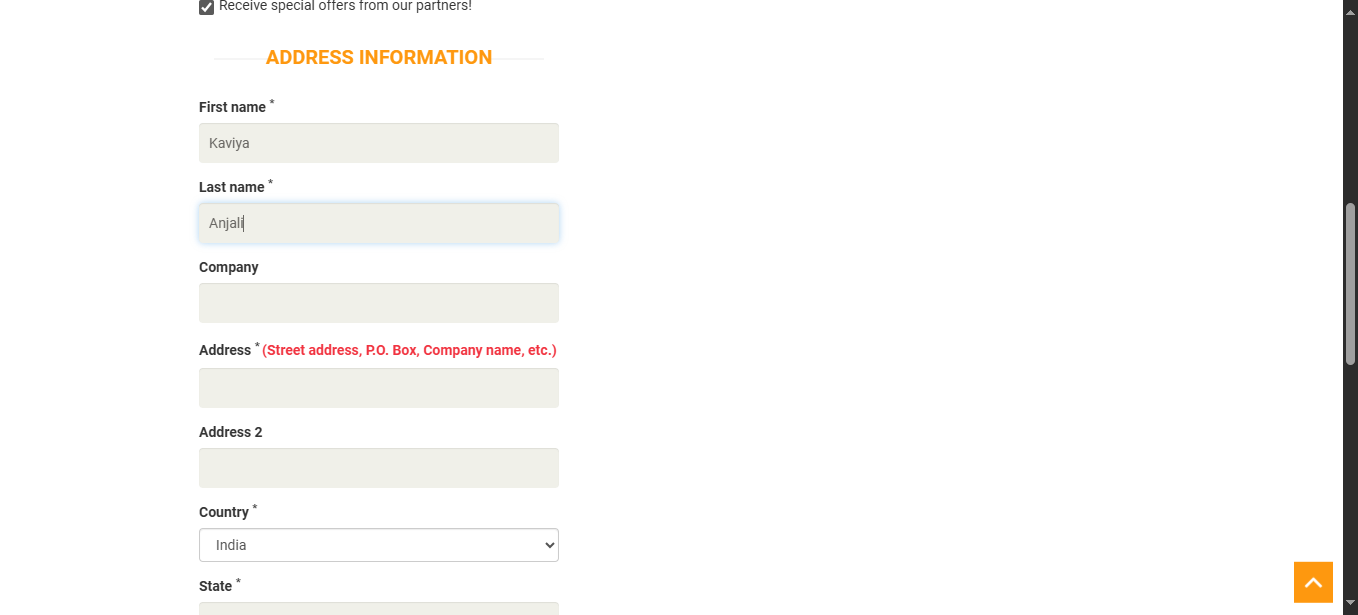 Receive special offers from our partners!
ADDRESS INFORMATION
First name *
Kaviya
Last name *
Anjali
Company
Address * (Street address, P.O. Box, Company name, etc.)
Address 2
Country *
India
State *